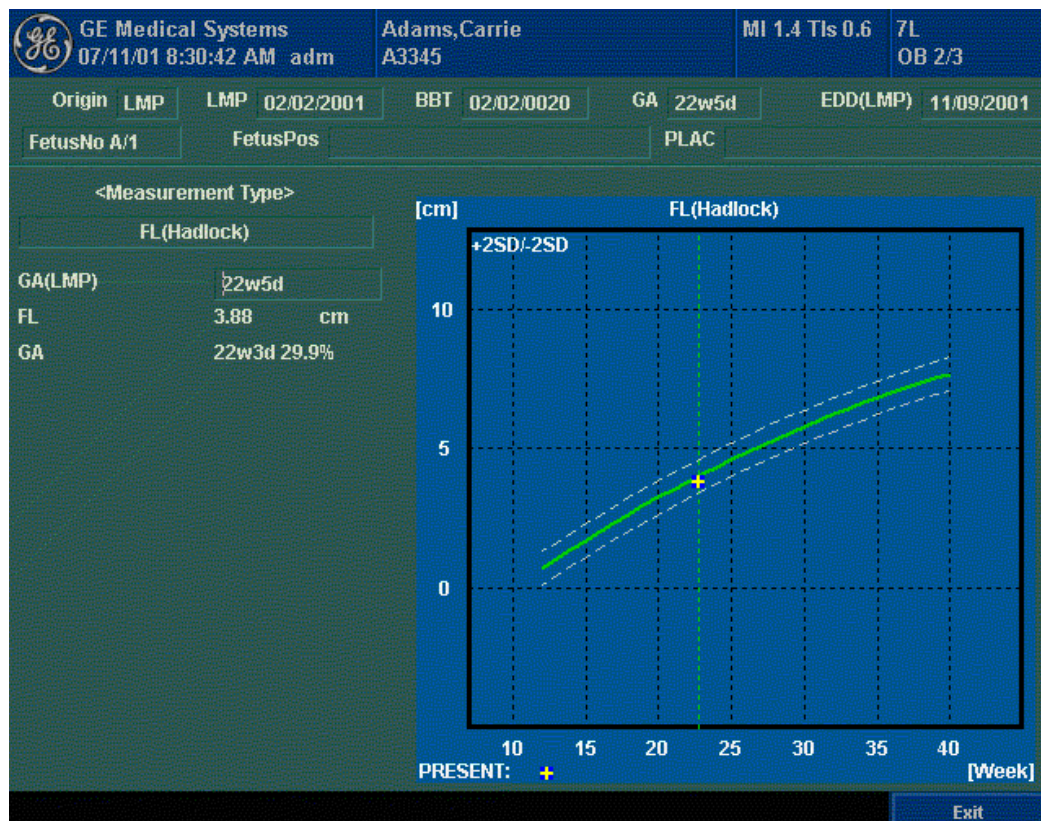 GE Medical Systems Adams,Carrie MI 1.4 TIs 0.6 7L
07/11/01 8:30:42 AM adm A3345 OB 2/3
Origin LMP LMP 02/02/2001 BBT 02/02/0020 GA 22w5d EDD(LMP) 11/09/2001
FetusNo A/1 FetusPos PLAC
<Measurement Type>
FL(Hadlock)
GA(LMP) 22w5d
FL 3.88 cm
GA 22w3d 29.9%
[cm] FL(Hadlock)
+2SD/-2SD
10
5
0
10 15 20 25 30 35 40
PRESENT: [Week]
Exit